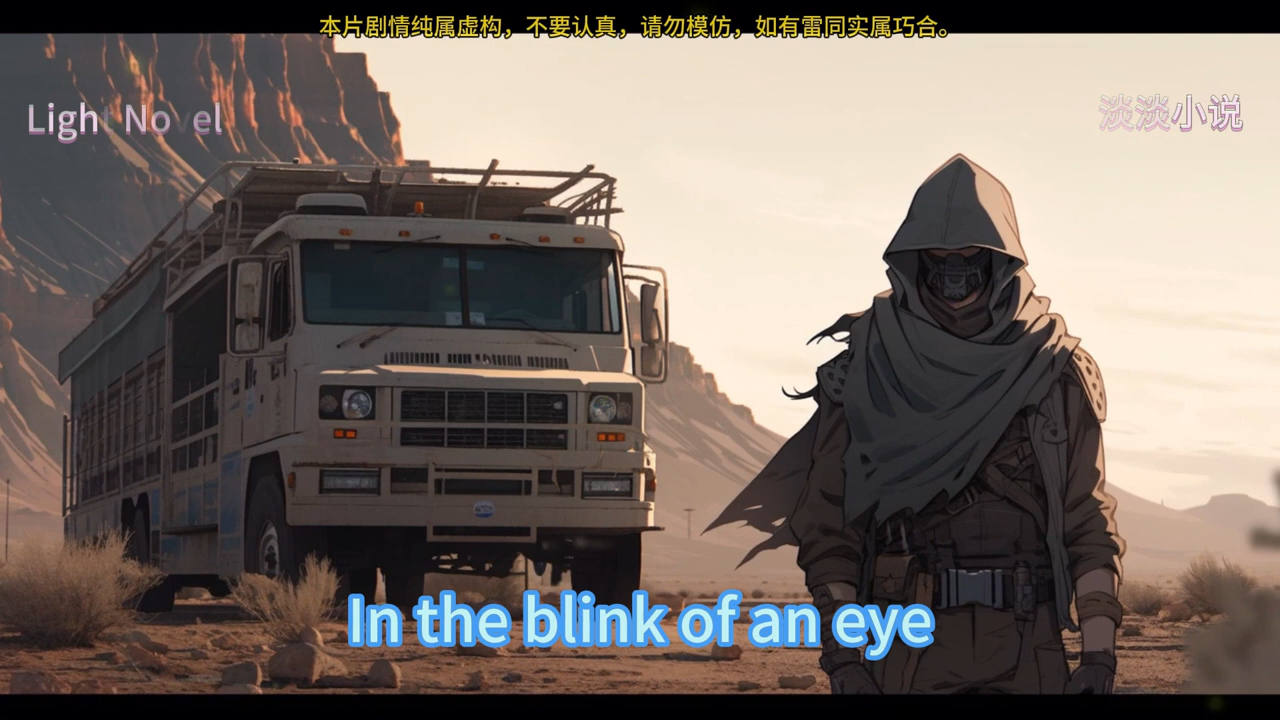 本片剧情纯属虚构，不要认真，请勿模仿，如有雷同实属巧合。
Light Novel
淡淡小说
In the blink of an eye